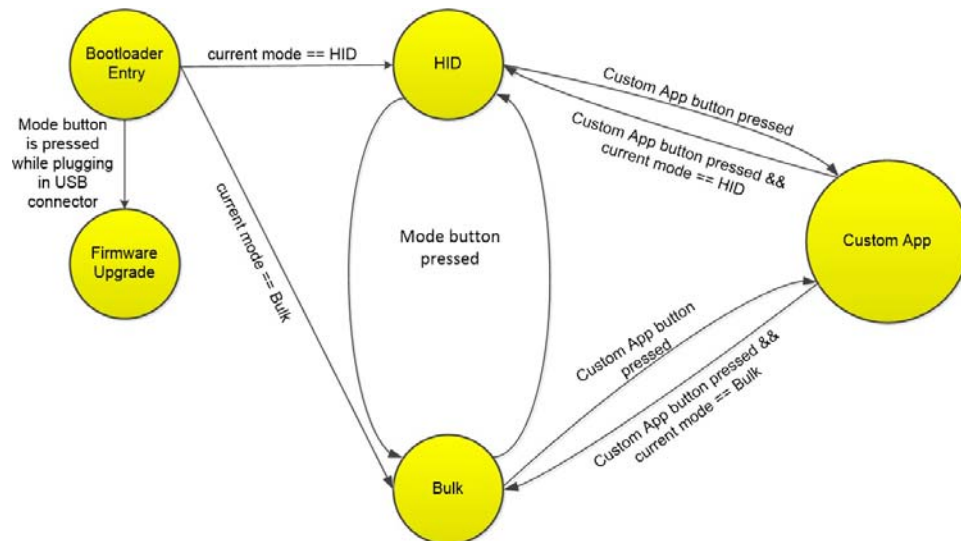 Bootloader
Entry
current mode == HID
HID
Custom App button pressed
Custom App button pressed &&
current mode == HID
Mode button
is pressed
while plugging
in USB
connector
current mode == Bulk
Mode button
pressed
Custom App
Firmware
Upgrade
Custom App button
pressed
Custom App button pressed &&
current mode == Bulk
Bulk